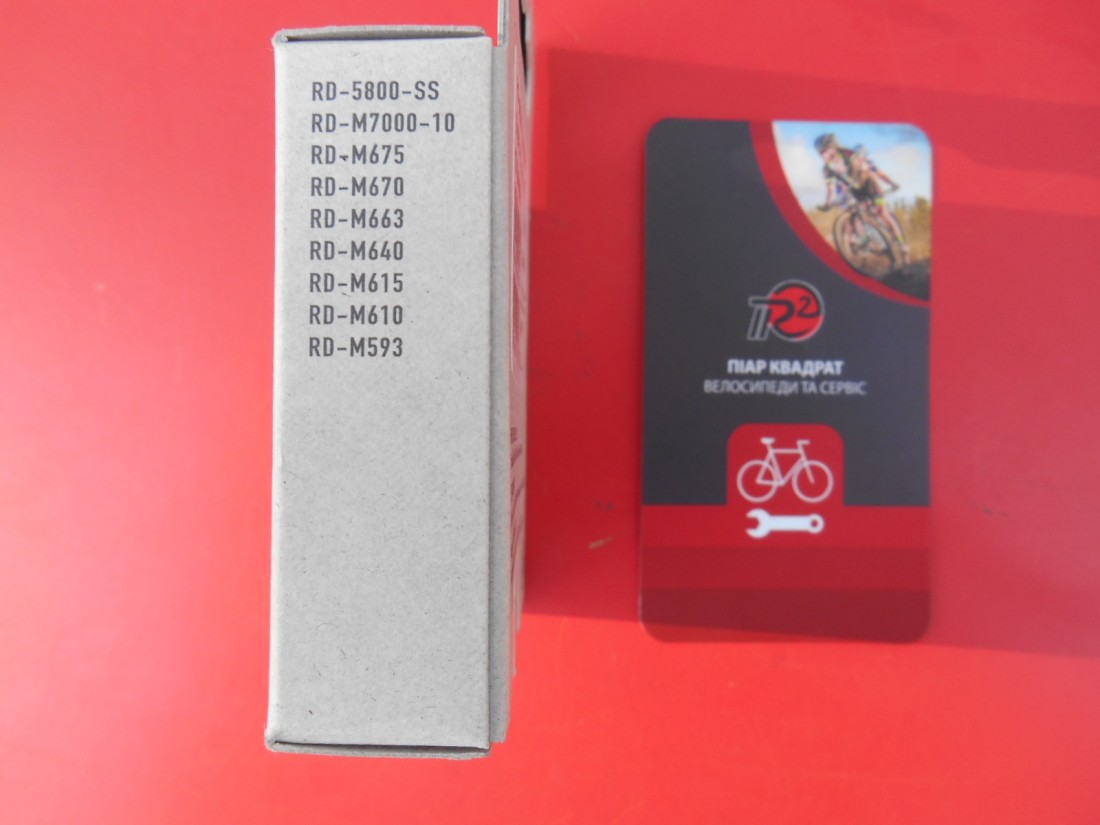 RD-5800-SS
RD-M7000-10
RD-M675
RD-M670
RD-M663
RD-M640
RD-M615
RD-M610
RD-M593
R2
ПІАР КВАДРАТ
ВЕЛОСИПЕДИ ТА СЕРВІС